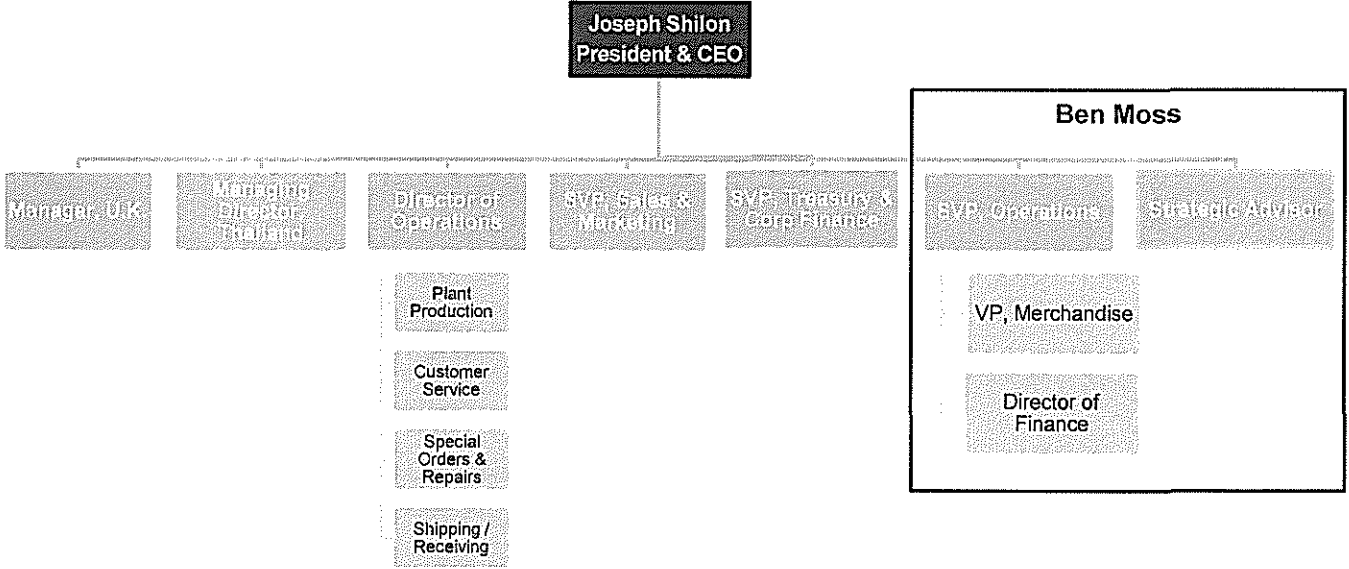 Joseph Shilon
President & CEO
Ben Moss
Manager, U.K.
Managing
Director,
Thailand
Director of
Operations
SVP, Sales &
Marketing
SVP, Treasury &
Corp Finance
SVP, Operations
Strategic Advisor
Plant
Production
Customer
Service
Special
Orders &
Repairs
Shipping /
Receiving
VP, Merchandise
Director of
Finance